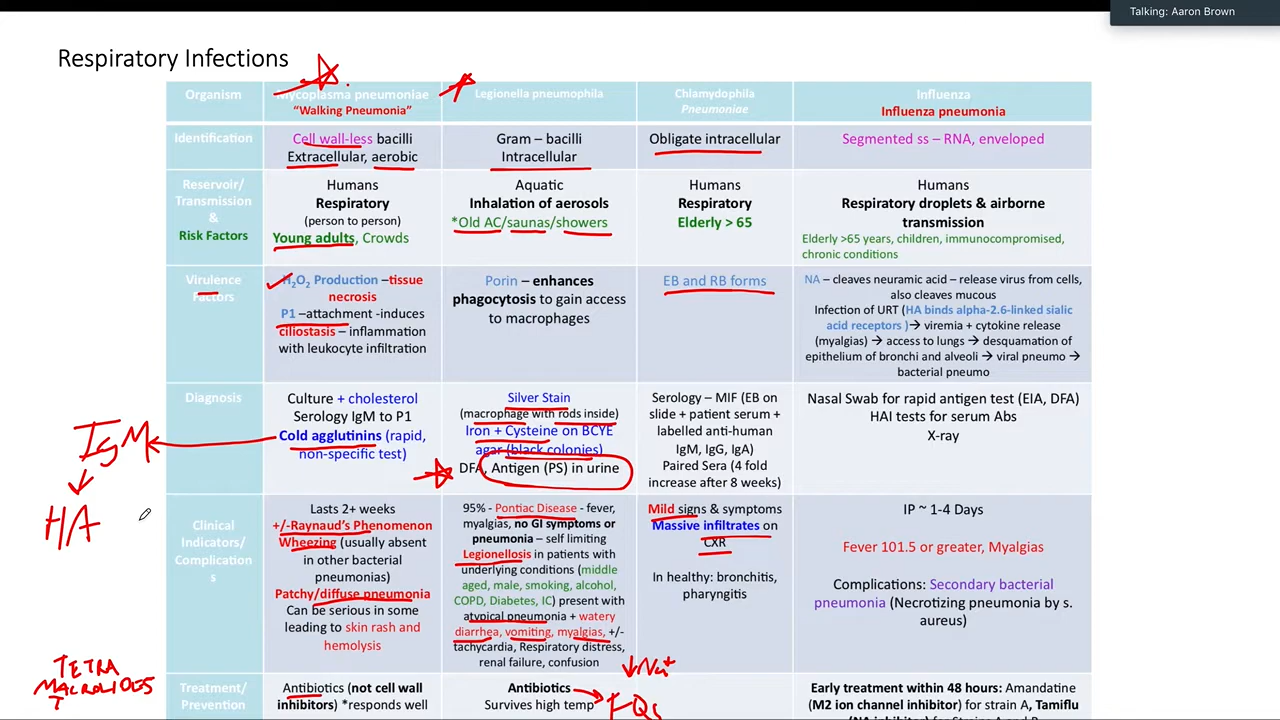 Talking: Aaron Brown
Respiratory Infections
Organism
Mycoplasma pneumoniae
"Walking Pneumonia"
Legionella pneumophila
Chlamydophila
Pneumoniae
Influenza
Influenza pneumonia
Identification
Cell wall-less bacilli
Extracellular, aerobic
Gram – bacilli
Intracellular
Obligate intracellular
Segmented ss – RNA, enveloped
Reservoir/
Transmission
&
Risk Factors
Humans
Respiratory
(person to person)
Young adults, Crowds
Aquatic
Inhalation of aerosols
*Old AC/saunas/showers
Humans
Respiratory
Elderly > 65
Humans
Respiratory droplets & airborne
transmission
Elderly >65 years, children, immunocompromised,
chronic conditions
Virulence
Factors
H2O2 Production –tissue
necrosis
P1 –attachment -induces
ciliostasis – inflammation
with leukocyte infiltration
Porin – enhances
phagocytosis to gain access
to macrophages
EB and RB forms
NA – cleaves neuramic acid – release virus from cells,
also cleaves mucous
Infection of URT (HA binds alpha-2.6-linked sialic
acid receptors )→ viremia + cytokine release
(myalgias) → access to lungs → desquamation of
epithelium of bronchi and alveoli → viral pneumo →
bacterial pneumo
Diagnosis
Culture + cholesterol
Serology IgM to P1
Cold agglutinins (rapid,
non-specific test)
Silver Stain
(macrophage with rods inside)
Iron + Cysteine on BCYE
agar (black colonies)
DFA, Antigen (PS) in urine
Serology – MIF (EB on
slide + patient serum +
labelled anti-human
IgM, IgG, IgA)
Paired Sera (4 fold
increase after 8 weeks)
Nasal Swab for rapid antigen test (EIA, DFA)
HAI tests for serum Abs
X-ray
IgM
HA
Clinical
Indicators/
Complication
s
Lasts 2+ weeks
+/-Raynaud's Phenomenon
Wheezing (usually absent
in other bacterial
pneumonias)
Patchy/diffuse pneumonia
Can be serious in some
leading to skin rash and
hemolysis
95% - Pontiac Disease - fever,
myalgias, no GI symptoms or
pneumonia – self limiting
Legionellosis in patients with
underlying conditions (middle
aged, male, smoking, alcohol,
COPD, Diabetes, IC) present with
atypical pneumonia + watery
diarrhea, vomiting, myalgias, +/-
tachycardia, Respiratory distress,
renal failure, confusion
Mild signs & symptoms
Massive infiltrates on
CXR
In healthy: bronchitis,
pharyngitis
IP ~ 1-4 Days
Fever 101.5 or greater, Myalgias
Complications: Secondary bacterial
pneumonia (Necrotizing pneumonia by s.
aureus)
↓Na+
TETRA
MACROLIDES
T
Treatment/
Prevention
Antibiotics (not cell wall
inhibitors) *responds well
Antibiotics
Survives high temp
FQs
Early treatment within 48 hours: Amandatine
(M2 ion channel inhibitor) for strain A, Tamiflu
(NA inhibitor) for Strains A and B